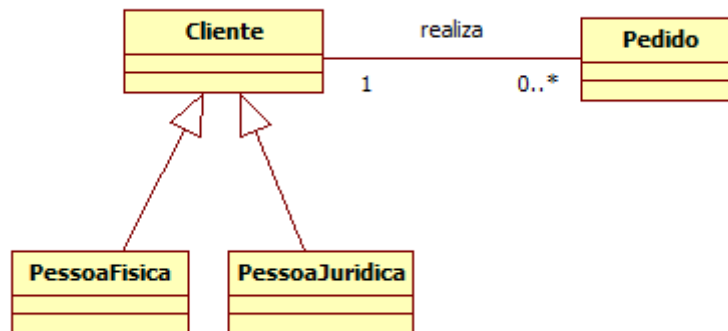 Cliente
realiza
Pedido
1
0..*
PessoaFisica
PessoaJuridica